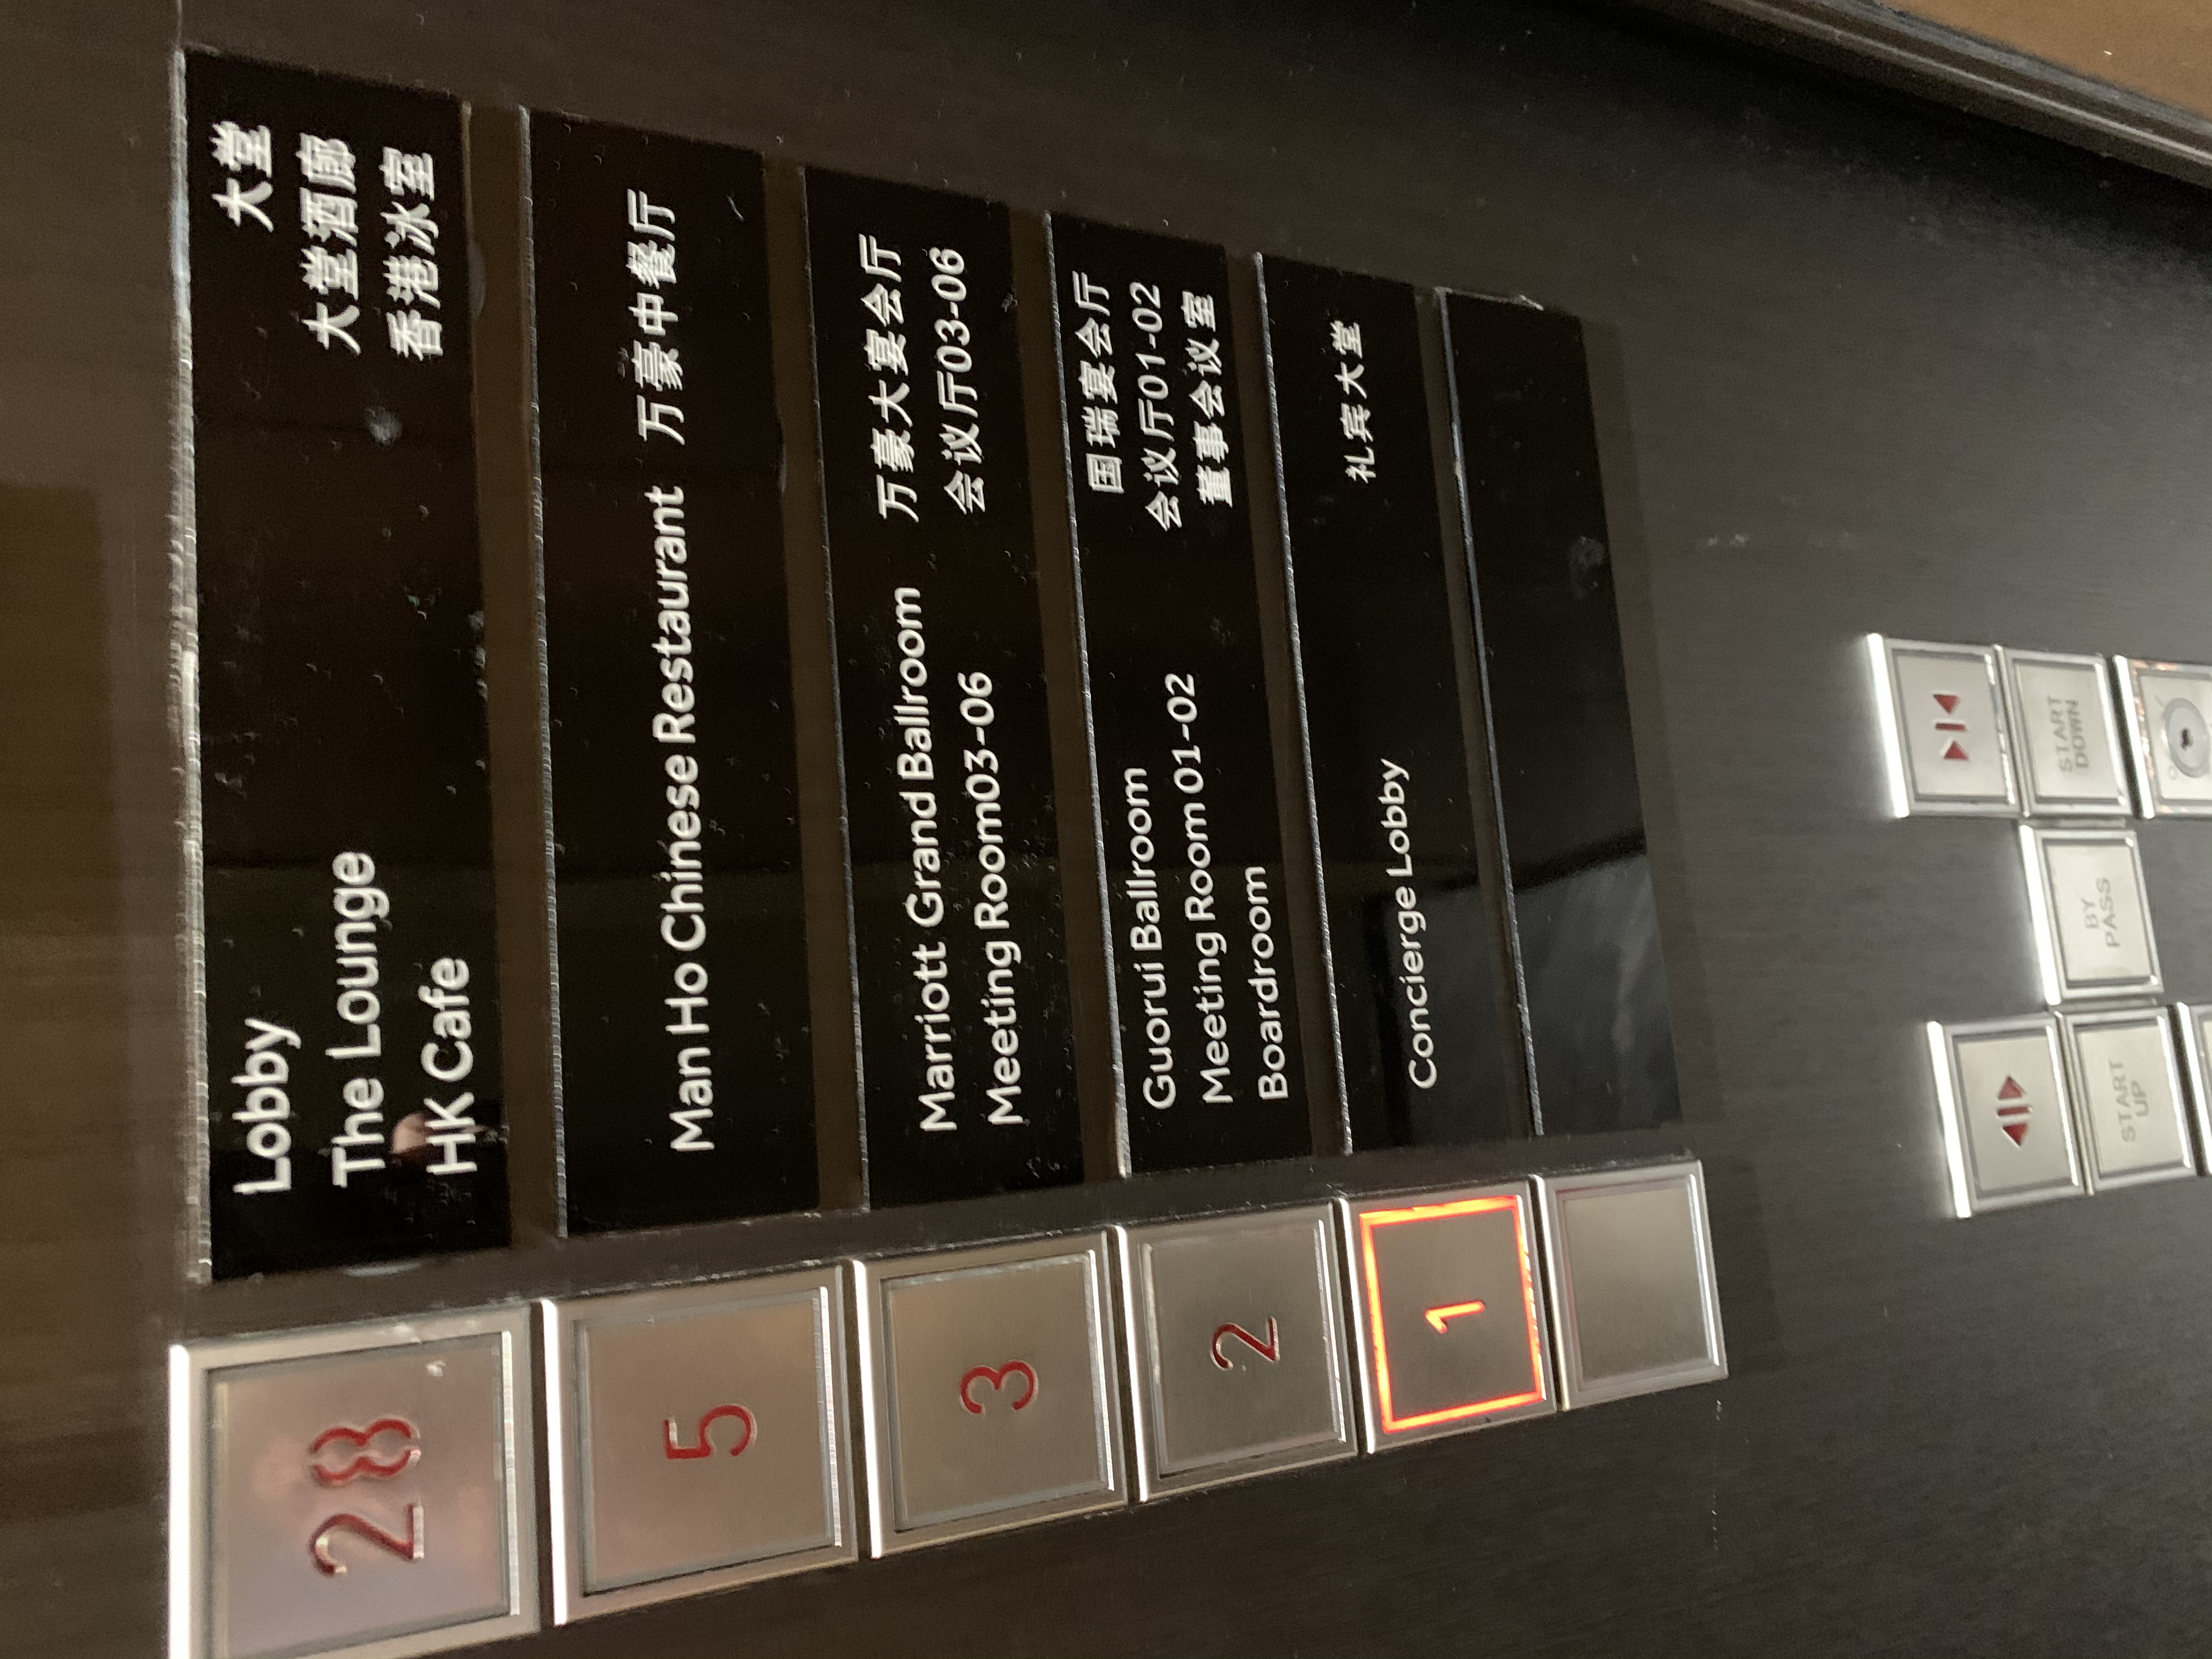 28
Lobby 大堂
The Lounge 大堂酒廊
HK Cafe 香港冰室
5
Man Ho Chinese Restaurant 万豪中餐厅
3
Marriott Grand Ballroom 万豪大宴会厅
Meeting Room03-06 会议厅03-06
2
Guorui Ballroom 国瑞宴会厅
Meeting Room 01-02 会议厅01-02
Boardroom 董事会议室
1
Concierge Lobby 礼宾大堂
START
UP
BY
PASS
START
DOWN